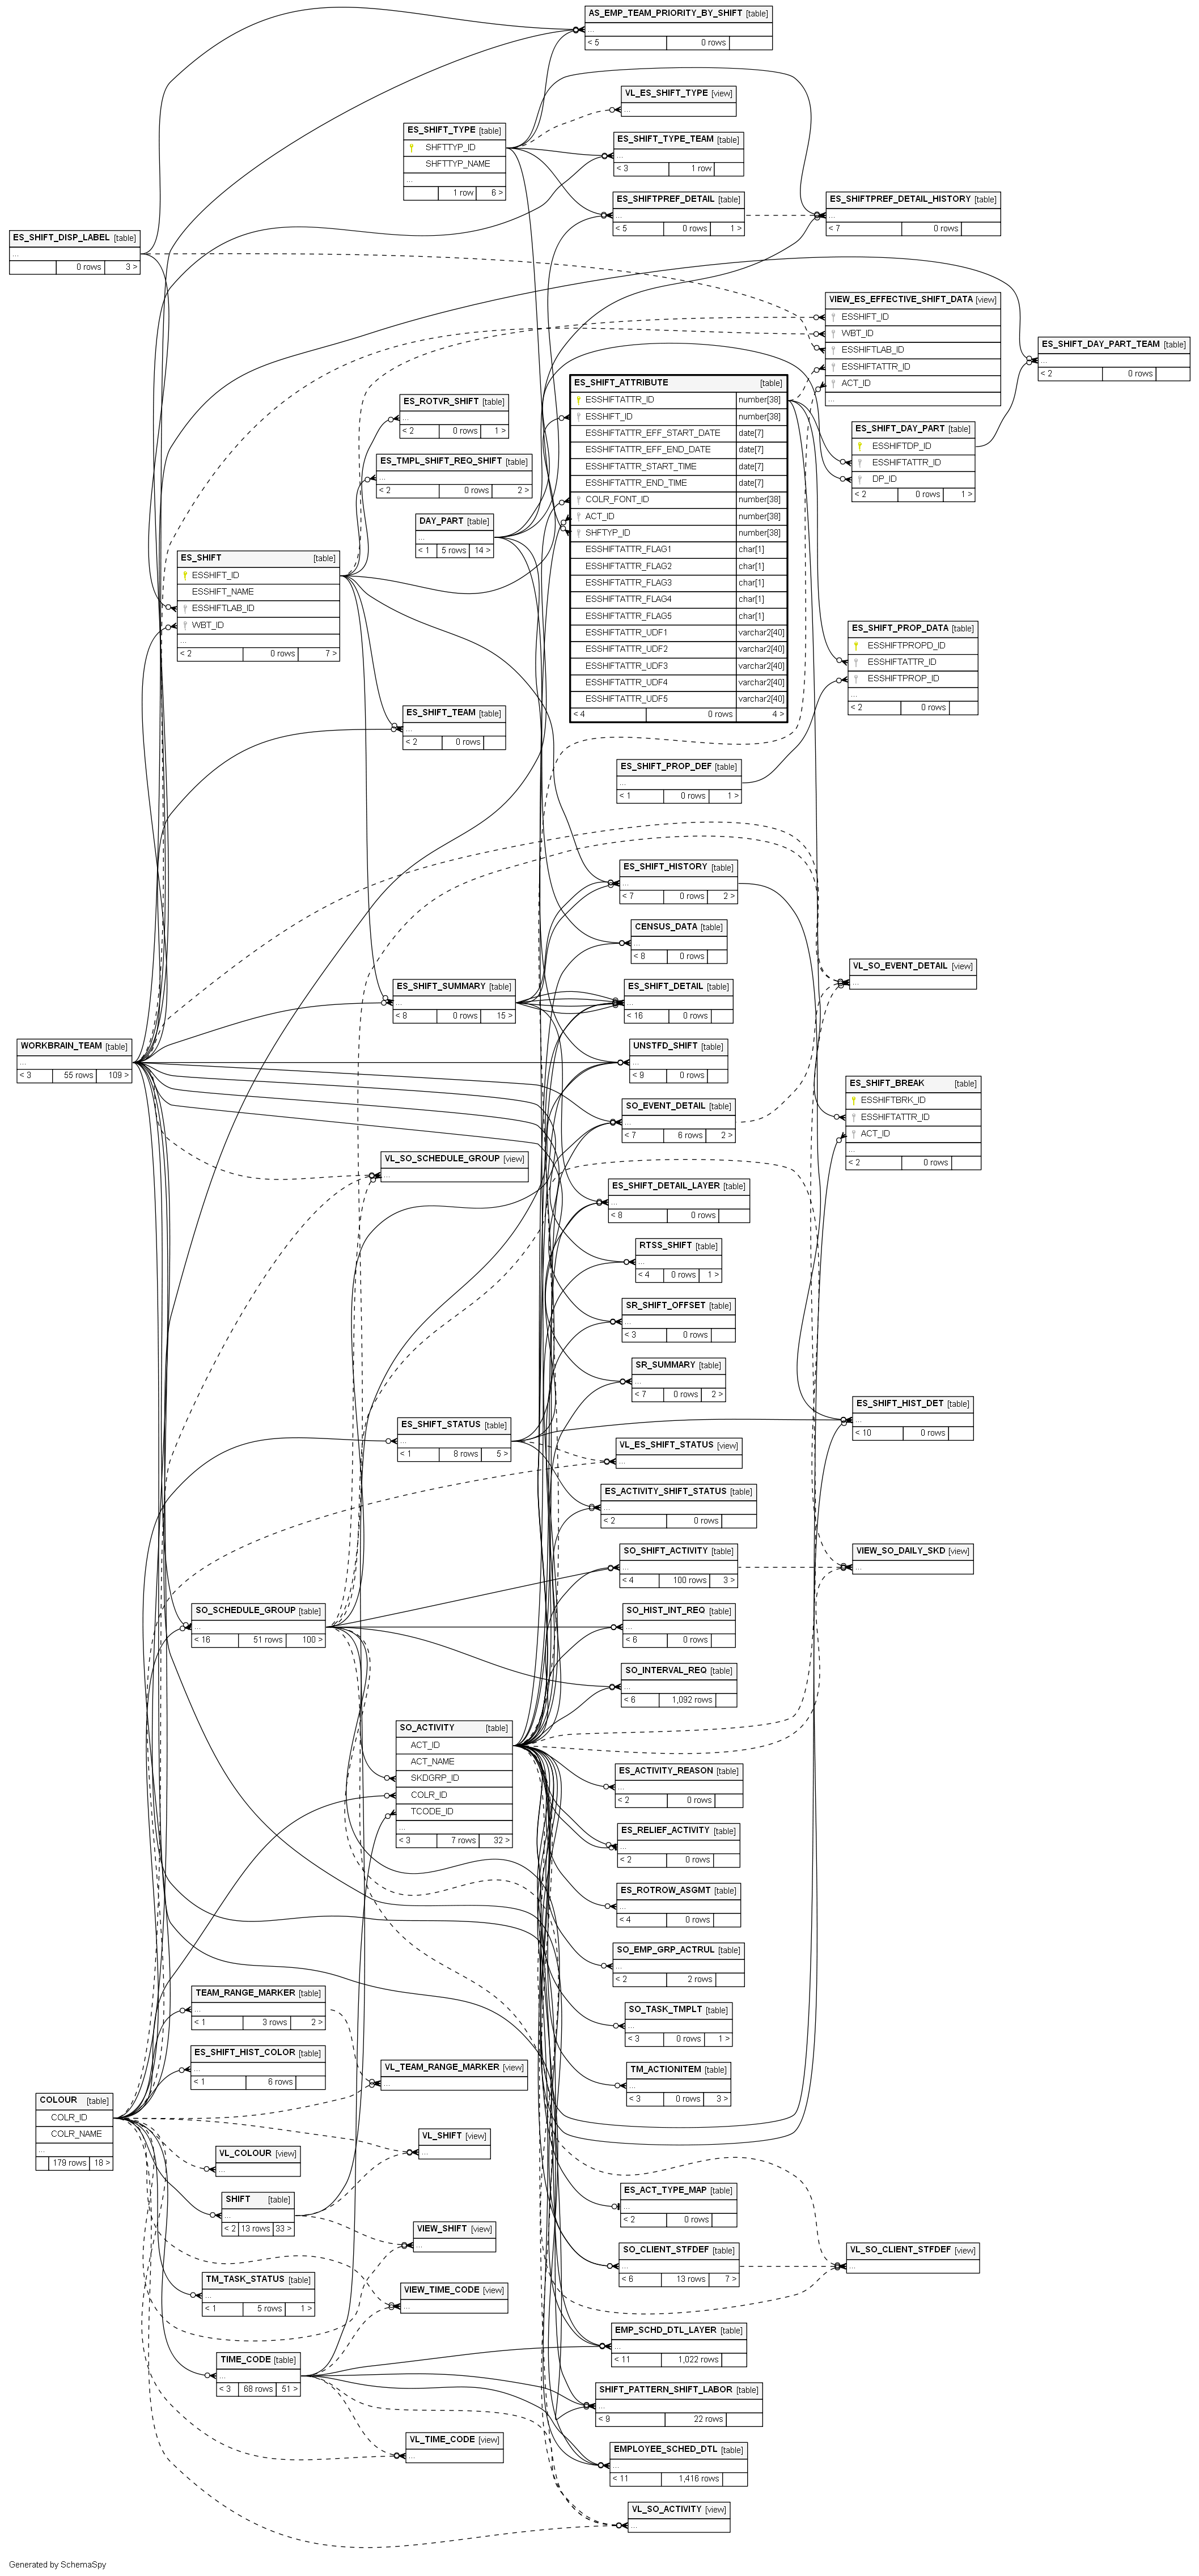 AS_EMP_TEAM_PRIORITY_BY_SHIFT [table]
...
< 5 0 rows
VL_ES_SHIFT_TYPE [view]
...
ES_SHIFT_TYPE [table]
SHFTTYP_ID
SHFTTYP_NAME
...
1 row 6 >
ES_SHIFT_TYPE_TEAM [table]
...
< 3 1 row
ES_SHIFTPREF_DETAIL [table]
...
< 5 0 rows 1 >
ES_SHIFTPREF_DETAIL_HISTORY [table]
...
< 7 0 rows
ES_SHIFT_DISP_LABEL [table]
...
0 rows 3 >
VIEW_ES_EFFECTIVE_SHIFT_DATA [view]
ESSHIFT_ID
WBT_ID
ESSHIFTLAB_ID
ESSHIFTATTR_ID
ACT_ID
...
ES_SHIFT_DAY_PART_TEAM [table]
...
< 2 0 rows
ES_SHIFT_ATTRIBUTE [table]
ESSHIFTATTR_ID number[38]
ESSHIFT_ID number[38]
ESSHIFTATTR_EFF_START_DATE date[7]
ESSHIFTATTR_EFF_END_DATE date[7]
ESSHIFTATTR_START_TIME date[7]
ESSHIFTATTR_END_TIME date[7]
COLR_FONT_ID number[38]
ACT_ID number[38]
SHFTYP_ID number[38]
ESSHIFTATTR_FLAG1 char[1]
ESSHIFTATTR_FLAG2 char[1]
ESSHIFTATTR_FLAG3 char[1]
ESSHIFTATTR_FLAG4 char[1]
ESSHIFTATTR_FLAG5 char[1]
ESSHIFTATTR_UDF1 varchar2[40]
ESSHIFTATTR_UDF2 varchar2[40]
ESSHIFTATTR_UDF3 varchar2[40]
ESSHIFTATTR_UDF4 varchar2[40]
ESSHIFTATTR_UDF5 varchar2[40]
< 4 0 rows 4 >
ES_ROTVR_SHIFT [table]
...
< 2 0 rows 1 >
ES_TMPL_SHIFT_REQ_SHIFT [table]
...
< 2 0 rows 2 >
DAY_PART [table]
...
< 1 5 rows 14 >
ES_SHIFT_DAY_PART [table]
ESSHIFTDP_ID
ESSHIFTATTR_ID
DP_ID
< 2 0 rows 1 >
ES_SHIFT [table]
ESSHIFT_ID
ESSHIFT_NAME
ESSHIFTLAB_ID
WBT_ID
...
< 2 0 rows 7 >
ES_SHIFT_PROP_DATA [table]
ESSHIFTPROPD_ID
ESSHIFTATTR_ID
ESSHIFTPROP_ID
...
< 2 0 rows
ES_SHIFT_TEAM [table]
...
< 2 0 rows
ES_SHIFT_PROP_DEF [table]
...
< 1 0 rows 1 >
ES_SHIFT_HISTORY [table]
...
< 7 0 rows 2 >
CENSUS_DATA [table]
...
< 8 0 rows
VL_SO_EVENT_DETAIL [view]
...
ES_SHIFT_SUMMARY [table]
...
< 8 0 rows 15 >
ES_SHIFT_DETAIL [table]
...
< 16 0 rows
WORKBRAIN_TEAM [table]
...
< 3 55 rows 109 >
UNSTFD_SHIFT [table]
...
< 9 0 rows
ES_SHIFT_BREAK [table]
ESSHIFTBRK_ID
ESSHIFTATTR_ID
ACT_ID
...
< 2 0 rows
SO_EVENT_DETAIL [table]
...
< 7 6 rows 2 >
VL_SO_SCHEDULE_GROUP [view]
...
ES_SHIFT_DETAIL_LAYER [table]
...
< 8 0 rows
RTSS_SHIFT [table]
...
< 4 0 rows 1 >
SR_SHIFT_OFFSET [table]
...
< 3 0 rows
SR_SUMMARY [table]
...
< 7 0 rows 2 >
ES_SHIFT_HIST_DET [table]
...
< 10 0 rows
ES_SHIFT_STATUS [table]
...
< 1 8 rows 5 >
VL_ES_SHIFT_STATUS [view]
...
ES_ACTIVITY_SHIFT_STATUS [table]
...
< 2 0 rows
SO_SHIFT_ACTIVITY [table]
...
< 4 100 rows 3 >
VIEW_SO_DAILY_SKD [view]
...
SO_SCHEDULE_GROUP [table]
...
< 16 51 rows 100 >
SO_HIST_INT_REQ [table]
...
< 6 0 rows
SO_INTERVAL_REQ [table]
...
< 6 1,092 rows
SO_ACTIVITY [table]
ACT_ID
ACT_NAME
SKDGRP_ID
COLR_ID
TCODE_ID
...
< 3 7 rows 32 >
ES_ACTIVITY_REASON [table]
...
< 2 0 rows
ES_RELIEF_ACTIVITY [table]
...
< 2 0 rows
ES_ROTROW_ASGMT [table]
...
< 4 0 rows
SO_EMP_GRP_ACTRUL [table]
...
< 2 2 rows
TEAM_RANGE_MARKER [table]
...
< 1 3 rows 2 >
SO_TASK_TMPLT [table]
...
< 3 0 rows 1 >
ES_SHIFT_HIST_COLOR [table]
...
< 1 6 rows
VL_TEAM_RANGE_MARKER [view]
...
TM_ACTIONITEM [table]
...
< 3 0 rows 3 >
COLOUR [table]
COLR_ID
COLR_NAME
...
179 rows 18 >
VL_SHIFT [view]
...
VL_COLOUR [view]
...
ES_ACT_TYPE_MAP [table]
...
< 2 0 rows
SHIFT [table]
...
< 2 13 rows 33 >
VIEW_SHIFT [view]
...
SO_CLIENT_STFDEF [table]
...
< 6 13 rows 7 >
VL_SO_CLIENT_STFDEF [view]
...
TM_TASK_STATUS [table]
...
< 1 5 rows 1 >
VIEW_TIME_CODE [view]
...
EMP_SCHD_DTL_LAYER [table]
...
< 11 1,022 rows
TIME_CODE [table]
...
< 3 68 rows 51 >
SHIFT_PATTERN_SHIFT_LABOR [table]
...
< 9 22 rows
VL_TIME_CODE [view]
...
EMPLOYEE_SCHED_DTL [table]
...
< 11 1,416 rows
VL_SO_ACTIVITY [view]
...
Generated by SchemaSpy